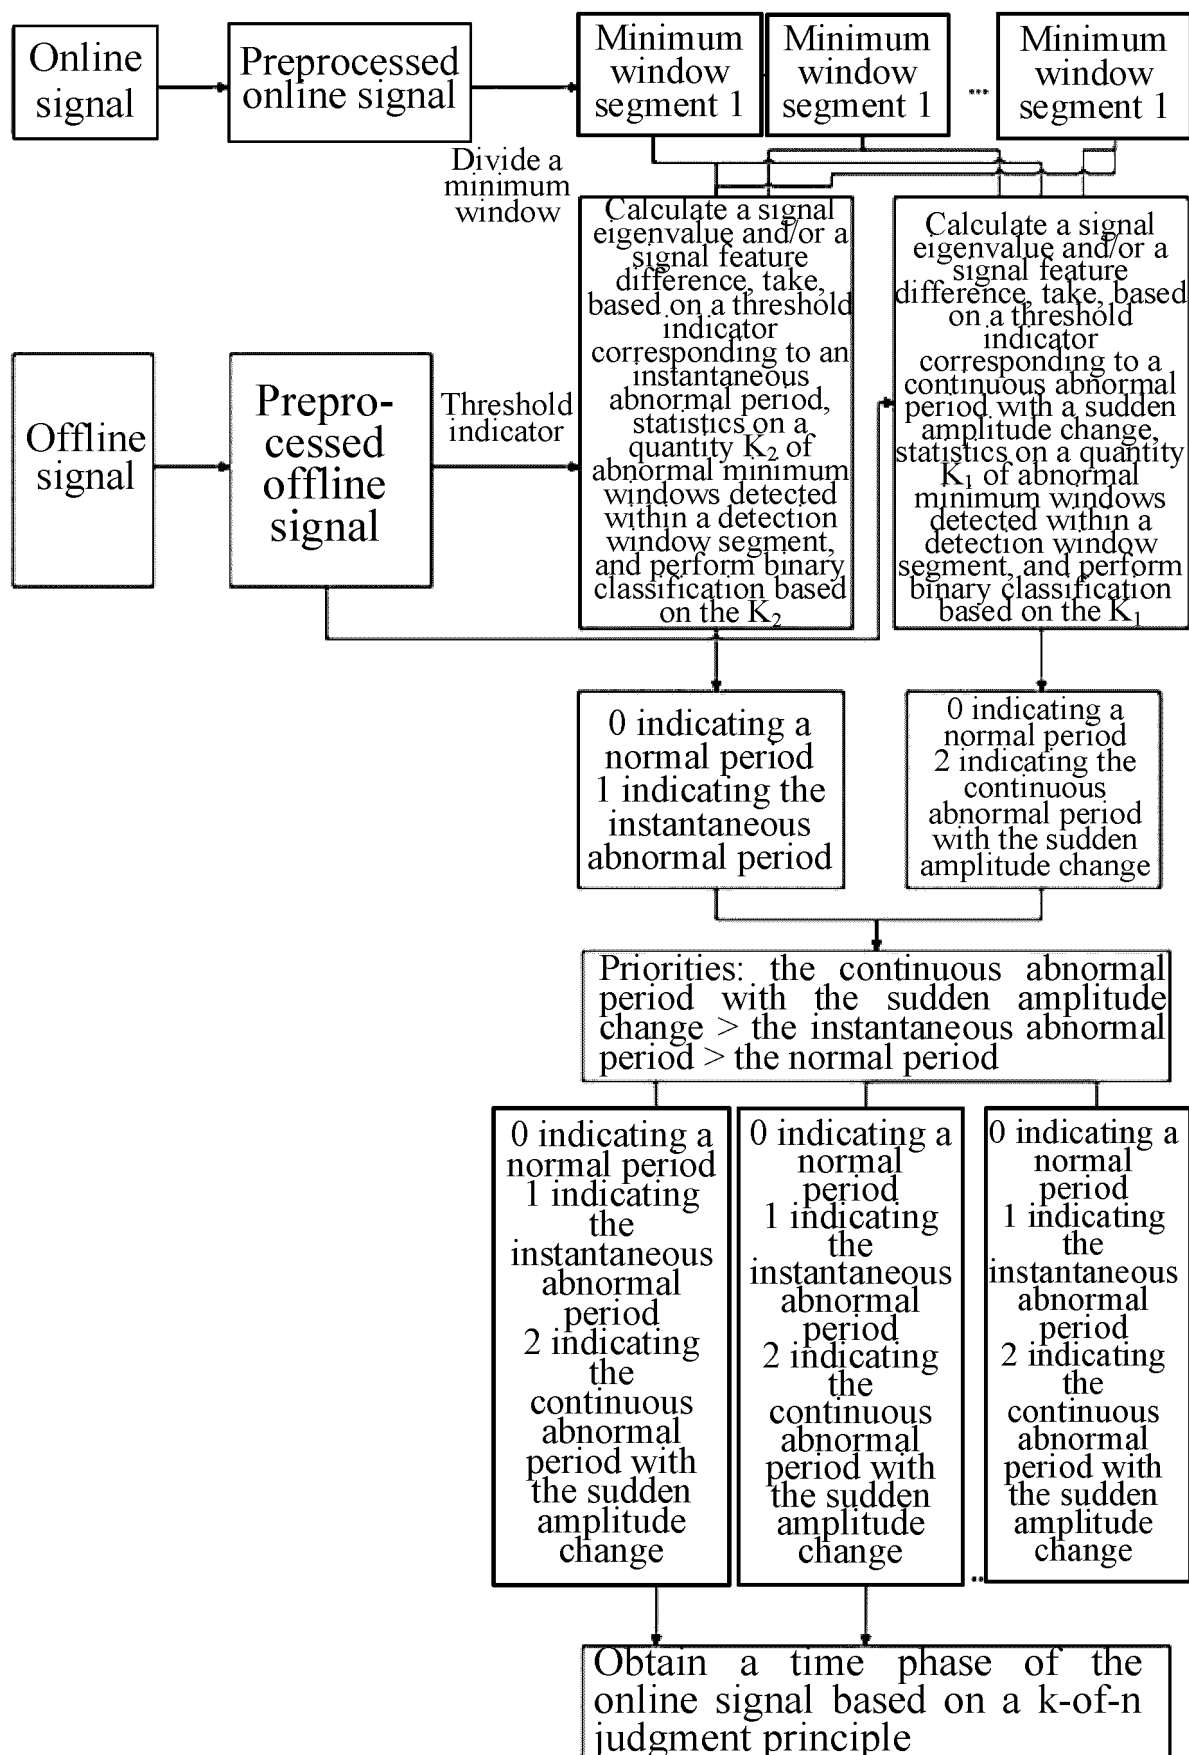 Online
signal
Preprocessed
online signal
Minimum
window
segment 1
Minimum
window
segment 1
...
Minimum
window
segment 1
Divide a
minimum
window
Calculate a signal
eigenvalue and/or a
signal feature
difference, take,
based on a threshold
indicator
corresponding to an
instantaneous
abnormal period,
statistics on a
quantity K₂ of
abnormal minimum
windows detected
within a detection
window segment,
and perform binary
classification based
on the K₂
Calculate a signal
eigenvalue and/or a
signal feature
difference, take, based
on a threshold
indicator
corresponding to a
continuous abnormal
period with a sudden
amplitude change,
statistics on a quantity
K₁ of abnormal
minimum windows
detected within a
detection window
segment, and perform
binary classification
based on the K₁
Offline
signal
Prepro-
cessed
offline
signal
Threshold
indicator
0 indicating a
normal period
1 indicating the
instantaneous
abnormal period
0 indicating a
normal period
2 indicating the
continuous
abnormal period
with the sudden
amplitude change
Priorities: the continuous abnormal
period with the sudden amplitude
change > the instantaneous abnormal
period > the normal period
0 indicating a
normal period
1 indicating
the
instantaneous
abnormal
period
2 indicating
the
continuous
abnormal
period with
the sudden
amplitude
change
0 indicating a
normal
period
1 indicating
the
instantaneous
abnormal
period
2 indicating
the
continuous
abnormal
period with
the sudden
amplitude
change
..
0 indicating a
normal
period
1 indicating
the
instantaneous
abnormal
period
2 indicating
the
continuous
abnormal
period with
the sudden
amplitude
change
Obtain a time phase of the
online signal based on a k-of-n
judgment principle